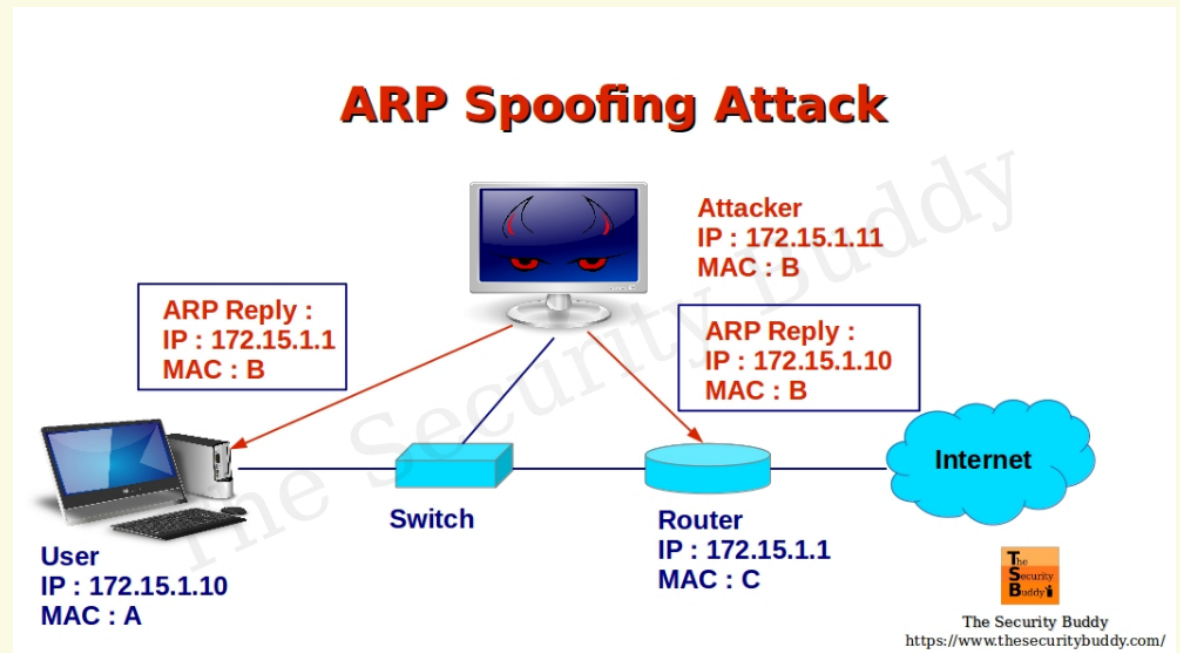 ARP Spoofing Attack
Attacker
IP : 172.15.1.11
MAC : B
ARP Reply :
IP : 172.15.1.1
MAC : B
ARP Reply :
IP : 172.15.1.10
MAC : B
Internet
Switch
Router
IP : 172.15.1.1
MAC : C
User
IP : 172.15.1.10
MAC : A
The Security Buddy
The
Security
Buddy
The Security Buddy
https://www.thesecuritybuddy.com/